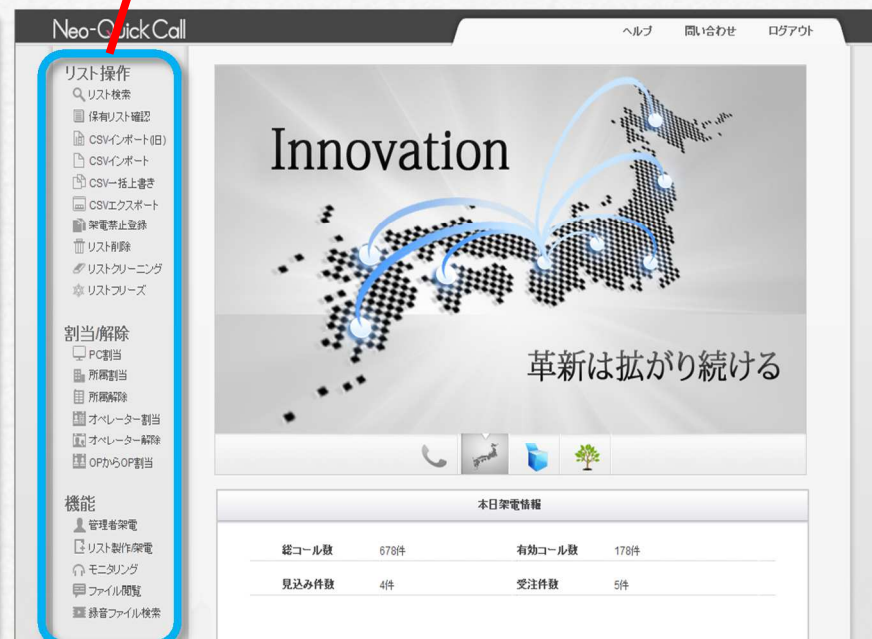 Neo-QuickCall
ヘルプ 問い合わせ ログアウト
リスト操作
リスト検索
保有リスト確認
CSVインポート(旧)
CSVインポート
CSV一括上書き
CSVエクスポート
架電禁止登録
リスト削除
リストクリーニング
リストフリーズ
割当/解除
PC割当
所属割当
所属解除
オペレーター割当
オペレーター解除
OPからOP割当
機能
管理者架電
リスト製作/架電
モニタリング
ファイル閲覧
録音ファイル検索
Innovation
革新は拡がり続ける
本日架電情報
総コール数 678件 有効コール数 178件
見込み件数 4件 受注件数 5件